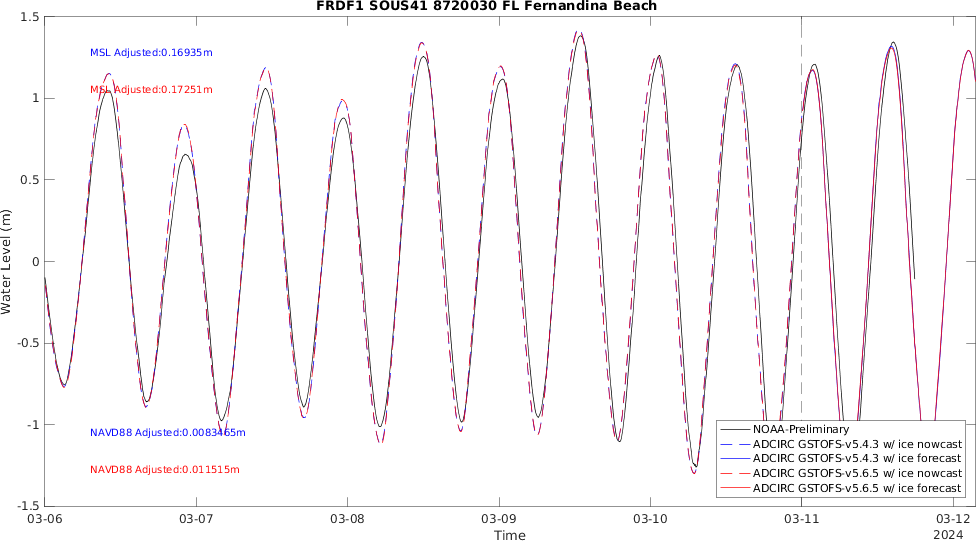 FRDF1 SOUS41 8720030 FL Fernandina Beach
1.5
1
0.5
0
-0.5
-1
-1.5
Water Level (m)
MSL Adjusted:0.16935m
MSL Adjusted:0.17251m
NAVD88 Adjusted:0.0083465m
NAVD88 Adjusted:0.011515m
NOAA-Preliminary
ADCIRC GSTOFS-v5.4.3 w/ ice nowcast
ADCIRC GSTOFS-v5.4.3 w/ ice forecast
ADCIRC GSTOFS-v5.6.5 w/ ice nowcast
ADCIRC GSTOFS-v5.6.5 w/ ice forecast
03-06 03-07 03-08 03-09 03-10 03-11 03-12
Time
2024